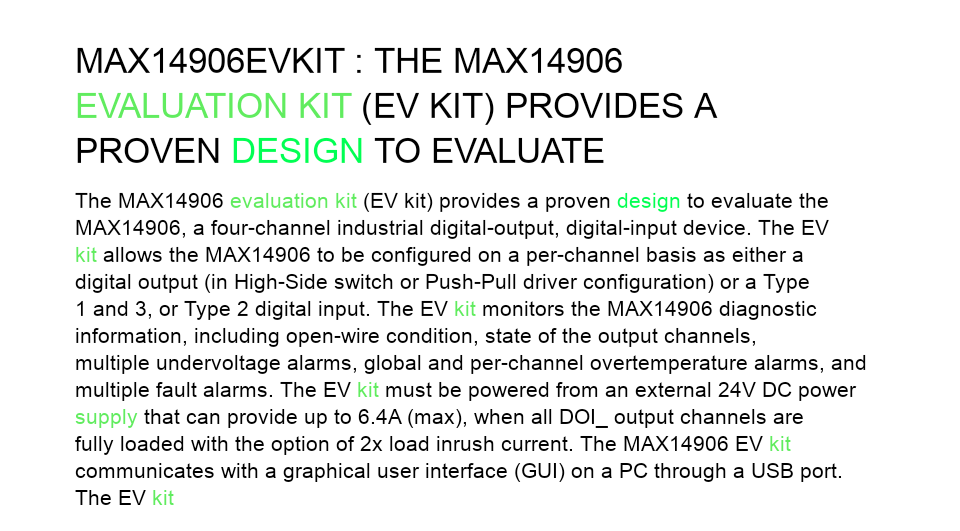 MAX14906EVKIT : THE MAX14906
EVALUATION KIT (EV KIT) PROVIDES A
PROVEN DESIGN TO EVALUATE
The MAX14906 evaluation kit (EV kit) provides a proven design to evaluate the
MAX14906, a four-channel industrial digital-output, digital-input device. The EV
kit allows the MAX14906 to be configured on a per-channel basis as either a
digital output (in High-Side switch or Push-Pull driver configuration) or a Type
1 and 3, or Type 2 digital input. The EV kit monitors the MAX14906 diagnostic
information, including open-wire condition, state of the output channels,
multiple undervoltage alarms, global and per-channel overtemperature alarms, and
multiple fault alarms. The EV kit must be powered from an external 24V DC power
supply that can provide up to 6.4A (max), when all DOI_ output channels are
fully loaded with the option of 2x load inrush current. The MAX14906 EV kit
communicates with a graphical user interface (GUI) on a PC through a USB port.
The EV kit